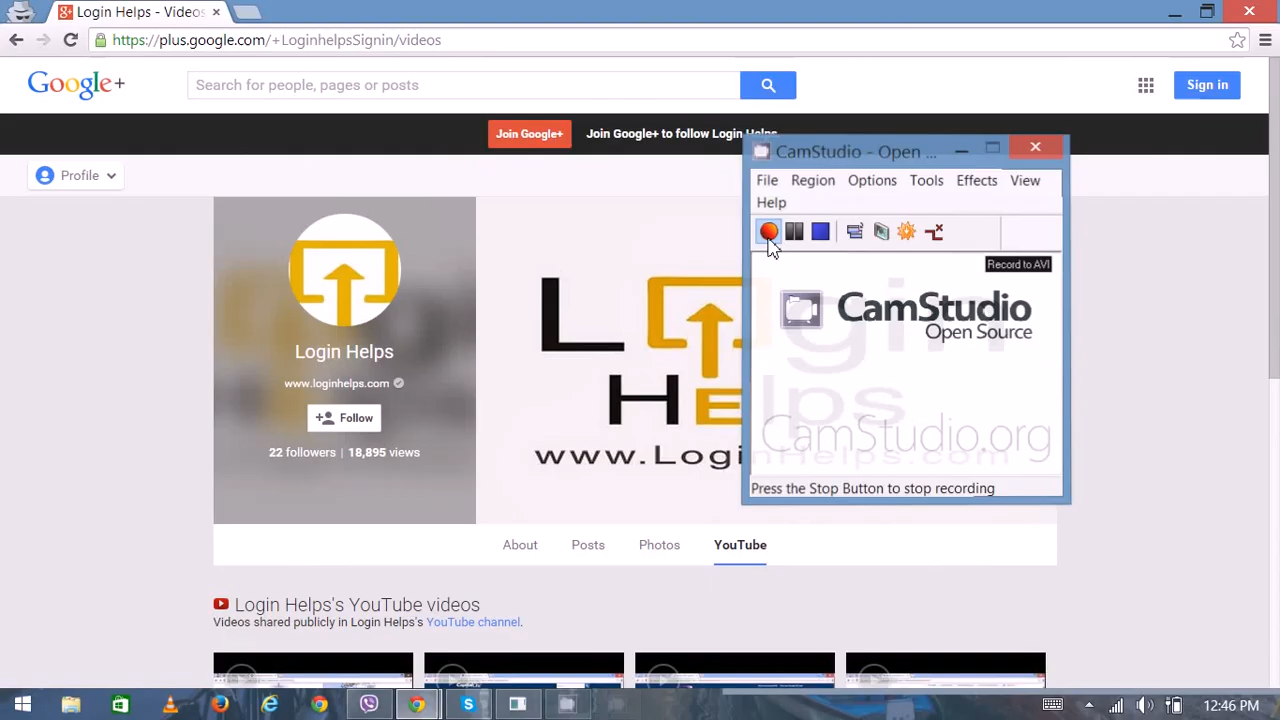 Login Helps - Videos
https://plus.google.com/+LoginhelpsSignin/videos
Google+
Search for people, pages or posts
Sign in
Join Google+
Join Google+ to follow Login Helps
Profile
CamStudio - Open ...
File Region Options Tools Effects View
Help
Record to AVI
CamStudio
Open Source
CamStudio.org
Press the Stop Button to stop recording
Login
Helps
www.LoginHelps.com
Login Helps
www.loginhelps.com
Follow
22 followers | 18,895 views
About Posts Photos YouTube
Login Helps's YouTube videos
Videos shared publicly in Login Helps's YouTube channel.
12:46 PM